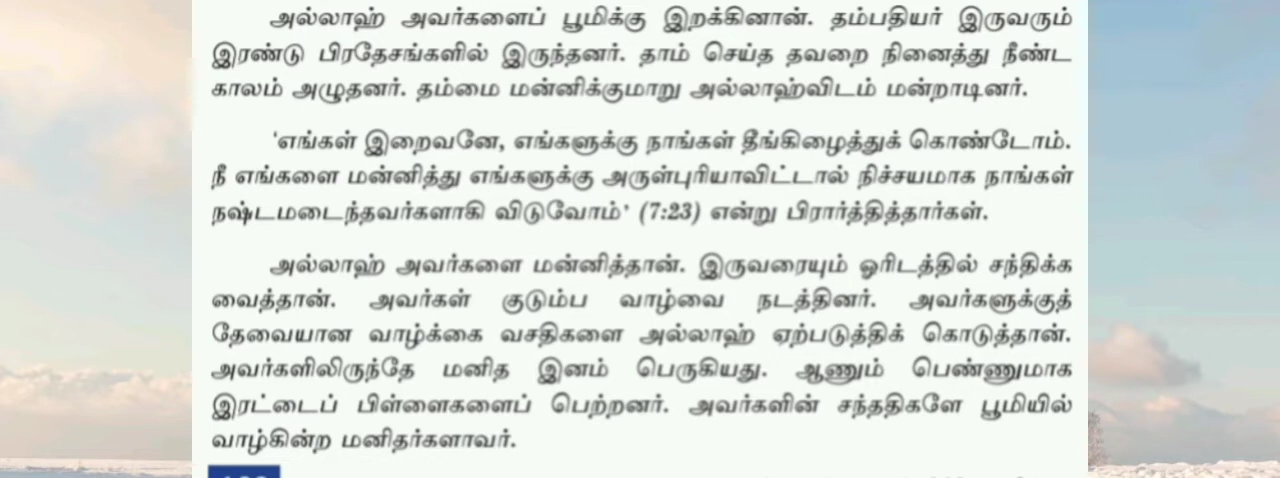 அல்லாஹ் அவர்களைப் பூமிக்கு இறக்கினான். தம்பதியர் இருவரும்
இரண்டு பிரதேசங்களில் இருந்தனர். தாம் செய்த தவறை நினைத்து நீண்ட
காலம் அழுதனர். தம்மை மன்னிக்குமாறு அல்லாஹ்விடம் மன்றாடினர்.
'எங்கள் இறைவனே, எங்களுக்கு நாங்கள் தீங்கிழைத்துக் கொண்டோம்.
நீ எங்களை மன்னித்து எங்களுக்கு அருள்புரியாவிட்டால் நிச்சயமாக நாங்கள்
நஷ்டமடைந்தவர்களாகி விடுவோம்' (7:23) என்று பிரார்த்தித்தார்கள்.
அல்லாஹ் அவர்களை மன்னித்தான். இருவரையும் ஓரிடத்தில் சந்திக்க
வைத்தான். அவர்கள் குடும்ப வாழ்வை நடத்தினர். அவர்களுக்குத்
தேவையான வாழ்க்கை வசதிகளை அல்லாஹ் ஏற்படுத்திக் கொடுத்தான்.
அவர்களிலிருந்தே மனித இனம் பெருகியது. ஆணும் பெண்ணுமாக
இரட்டைப் பிள்ளைகளைப் பெற்றனர். அவர்களின் சந்ததிகளே பூமியில்
வாழ்கின்ற மனிதர்களாவர்.